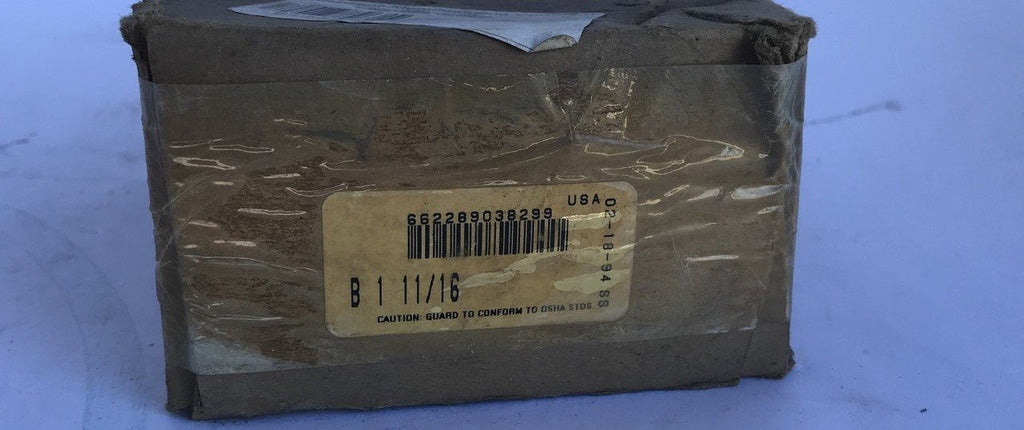 USA
662289038299
B 1 11/16
CAUTION: GUARD TO CONFORM TO OSHA STDS
02-18-94 SS